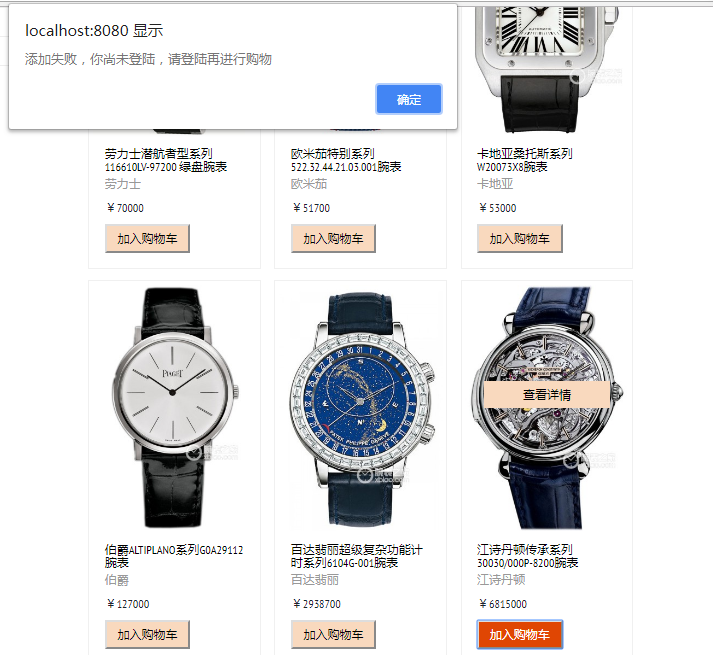 localhost:8080 显示
添加失败，你尚未登陆，请登陆再进行购物
确定
劳力士潜航者型系列
116610LV-97200 绿盘腕表
劳力士
￥70000
加入购物车
欧米茄特别系列
522.32.44.21.03.001腕表
欧米茄
￥51700
加入购物车
卡地亚桑托斯系列
W20073X8腕表
卡地亚
￥53000
加入购物车
PIAGET
伯爵ALTIPLANO系列G0A29112
腕表
伯爵
￥127000
加入购物车
PATEK PHILIPPE GENEVE
百达翡丽超级复杂功能计
时系列6104G-001腕表
百达翡丽
￥2938700
加入购物车
查看详情
江诗丹顿传承系列
30030/000P-8200腕表
江诗丹顿
￥6815000
加入购物车